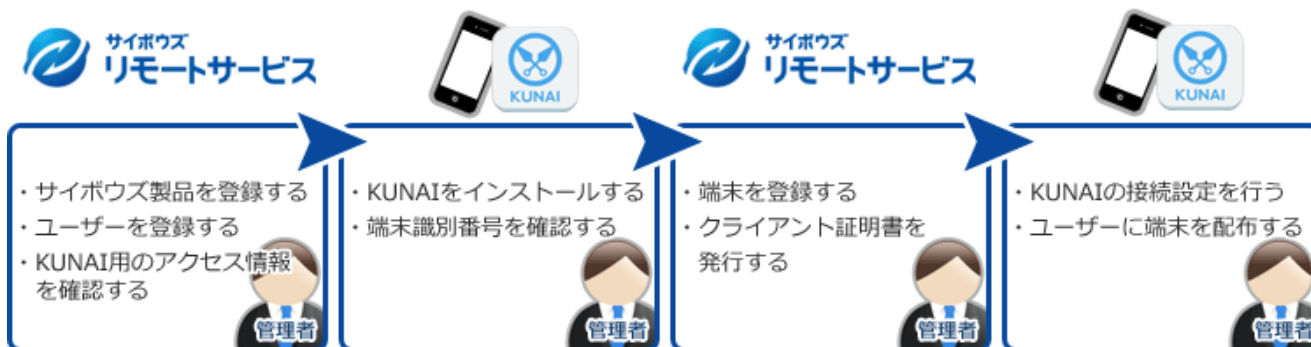 サイボウズ
リモートサービス
・サイボウズ製品を登録する
・ユーザーを登録する
・KUNAI用のアクセス情報
を確認する
管理者
KUNAI
・KUNAIをインストールする
・端末識別番号を確認する
管理者
サイボウズ
リモートサービス
・端末を登録する
・クライアント証明書を
発行する
管理者
KUNAI
・KUNAIの接続設定を行う
・ユーザーに端末を配布する
管理者